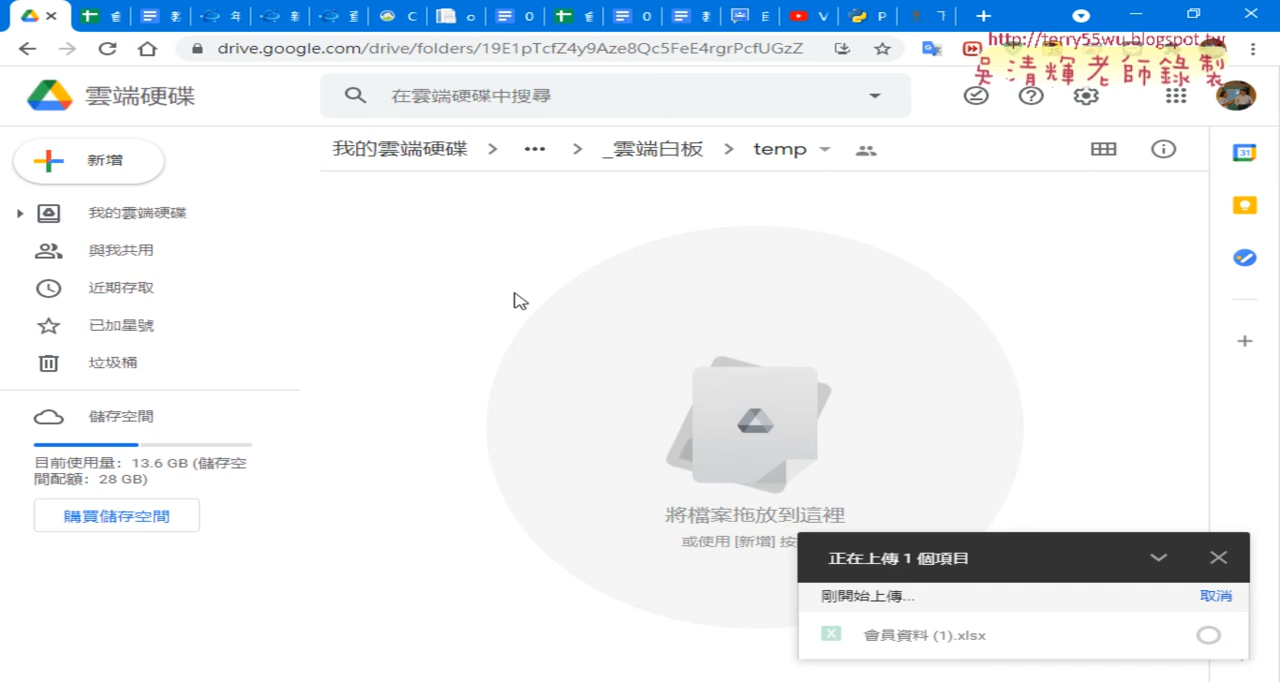 drive.google.com/drive/folders/19E1pTcfZ4y9Aze8Qc5FeE4rgrPcfUGzZ
http://terry55wu.blogspot.tw
吳清輝老師錄製
雲端硬碟
在雲端硬碟中搜尋
新增
我的雲端硬碟 > ... > _雲端白板 > temp
我的雲端硬碟
與我共用
近期存取
已加星號
垃圾桶
儲存空間
目前使用量: 13.6 GB (儲存空
間配額: 28 GB)
購買儲存空間
31
將檔案拖放到這裡
或使用 [新增] 按
正在上傳 1 個項目
剛開始上傳...
取消
會員資料 (1).xlsx